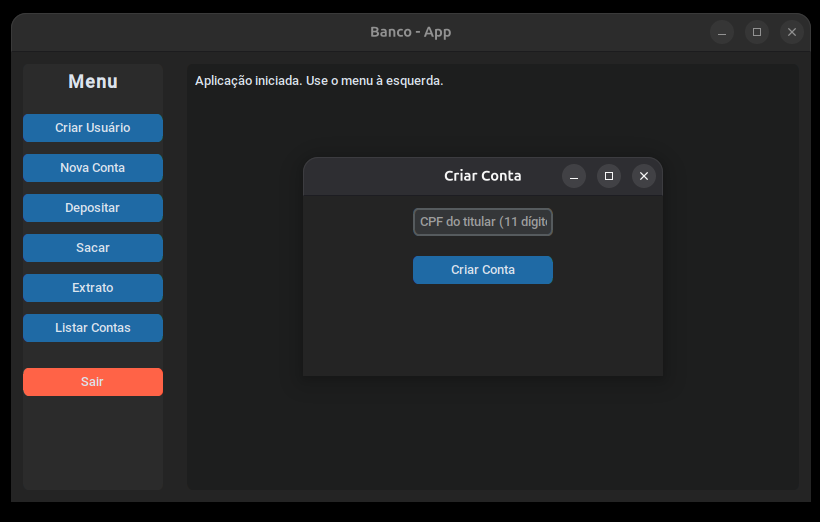 Banco - App
Menu
Criar Usuário
Nova Conta
Depositar
Sacar
Extrato
Listar Contas
Sair
Aplicação iniciada. Use o menu à esquerda.
Criar Conta
CPF do titular (11 dígit
Criar Conta